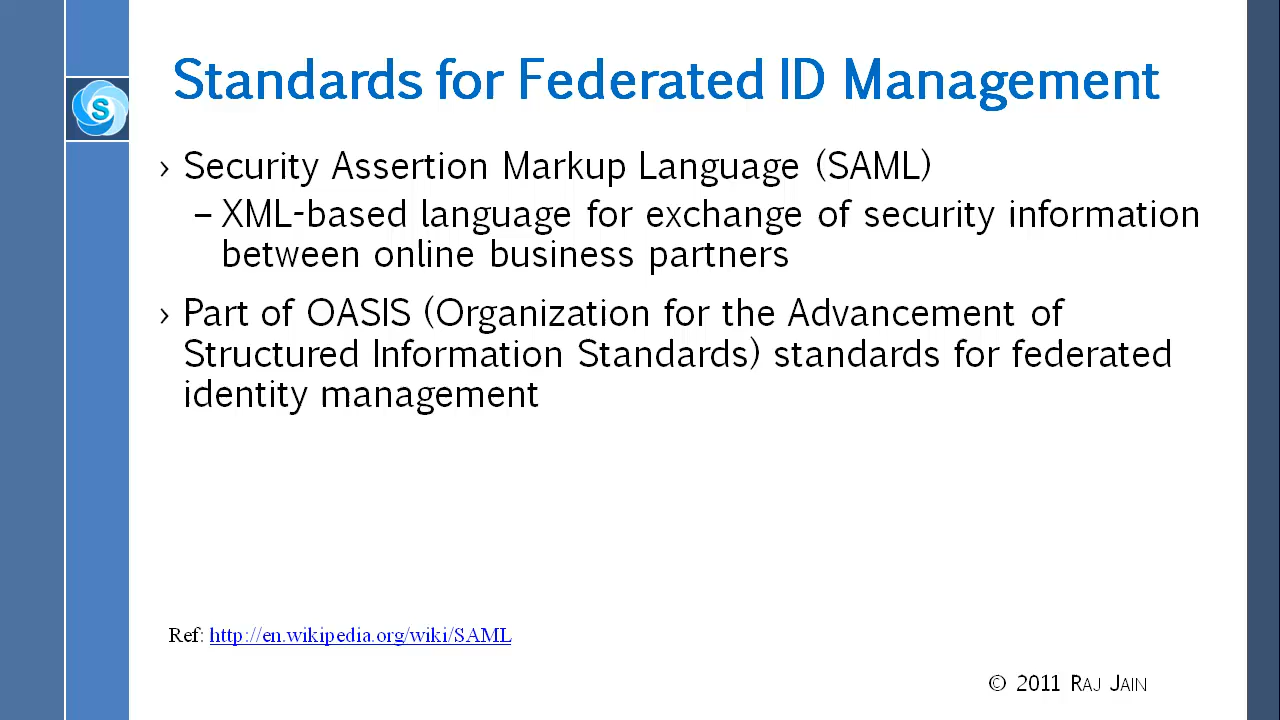 Standards for Federated ID Management
S
› Security Assertion Markup Language (SAML)
– XML-based language for exchange of security information
between online business partners
› Part of OASIS (Organization for the Advancement of
Structured Information Standards) standards for federated
identity management
Ref: http://en.wikipedia.org/wiki/SAML
© 2011 RAJ JAIN